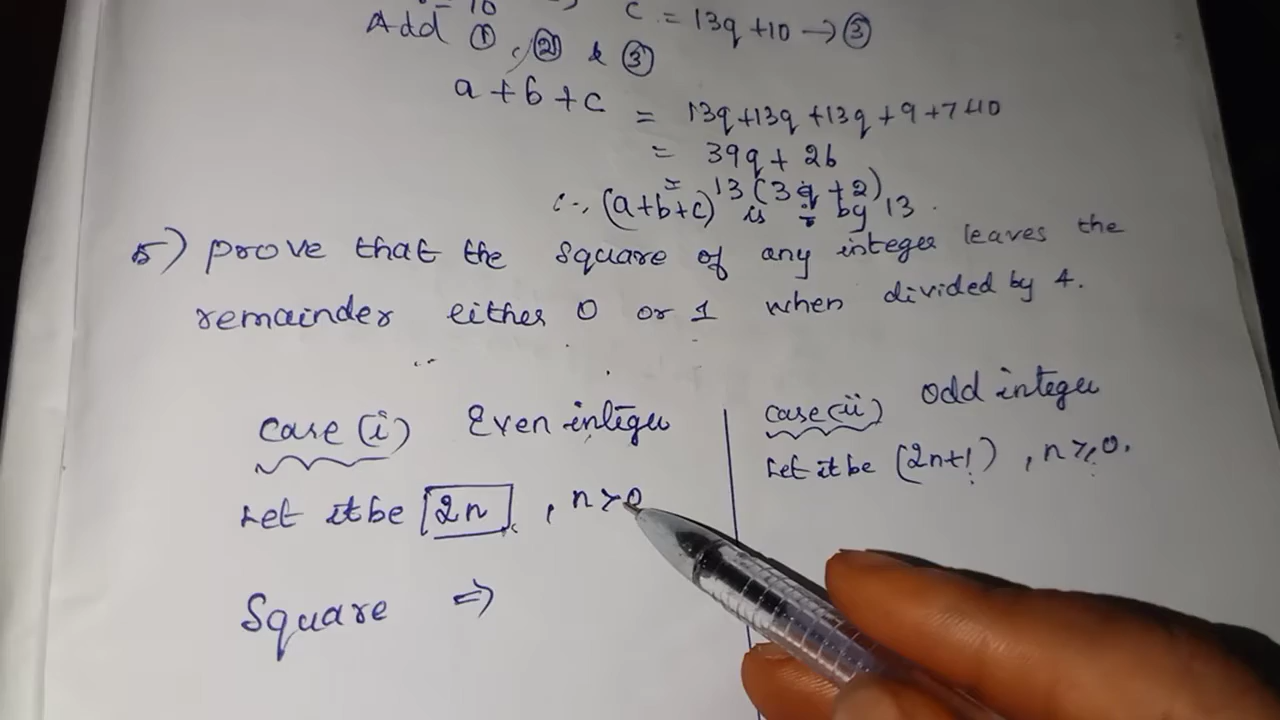 c = 13q + 10 → ③
Add ①, ② & ③
a + b + c = 13q + 13q + 13q + 9 + 7 + 10
= 39q + 26
= 13 (3q + 2)
∴ (a+b+c) is ÷ by 13.
5) prove that the square of any integer leaves the
remainder either 0 or 1 when divided by 4.
case (i) Even integer
Let it be 2n, n > 0
Square ⇒
case (ii) Odd integer
Let it be (2n+1), n ≥ 0.